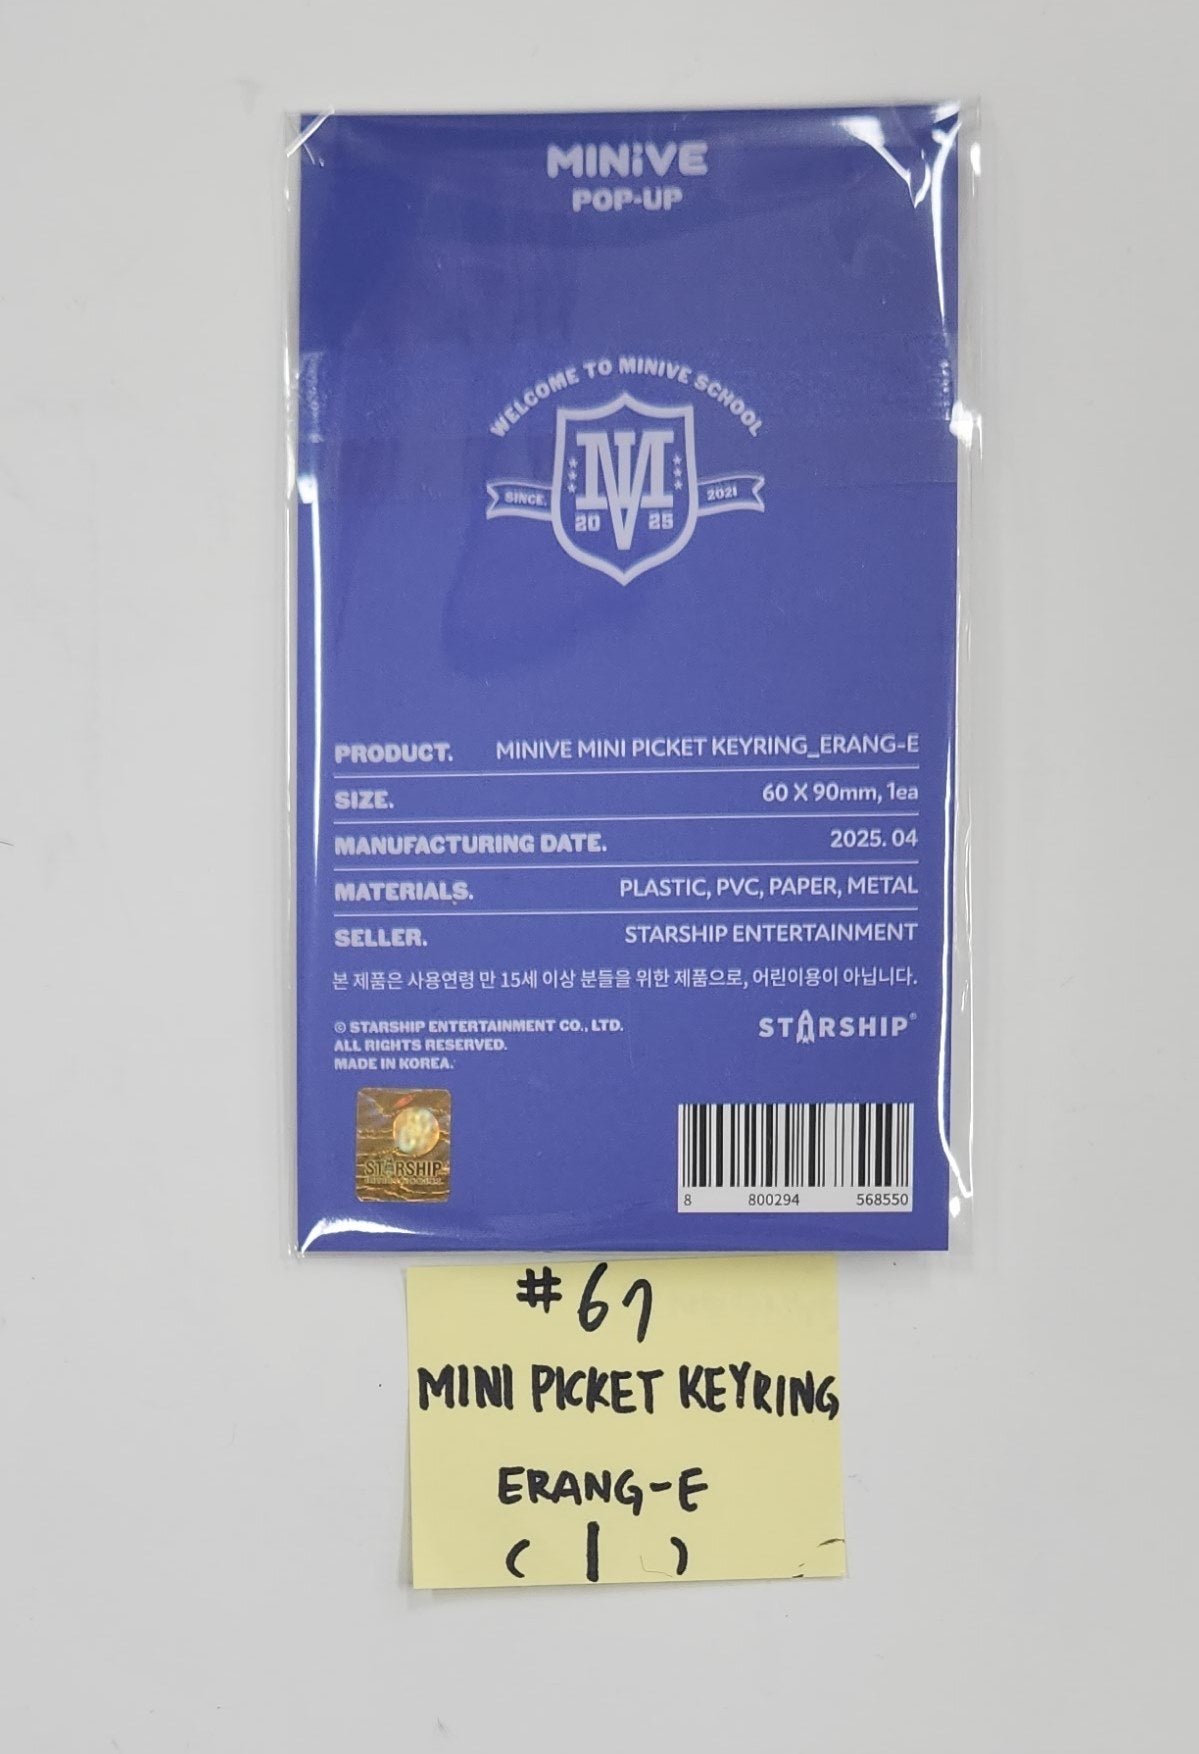 MINiVE
POP-UP
WELCOME TO MINIVE SCHOOL
SINCE.
MV
2021
20 25
PRODUCT. MINIVE MINI PICKET KEYRING_ERANG-E
SIZE. 60 X 90mm, 1ea
MANUFACTURING DATE. 2025. 04
MATERIALS. PLASTIC, PVC, PAPER, METAL
SELLER. STARSHIP ENTERTAINMENT
본 제품은 사용연령 만 15세 이상 분들을 위한 제품으로, 어린이용이 아닙니다.
© STARSHIP ENTERTAINMENT CO., LTD.
ALL RIGHTS RESERVED.
MADE IN KOREA.
STARSHIP®
STARSHIP
8 800294 568550
#67
MINI PICKET KEYRING
ERANG-E
( 1 )